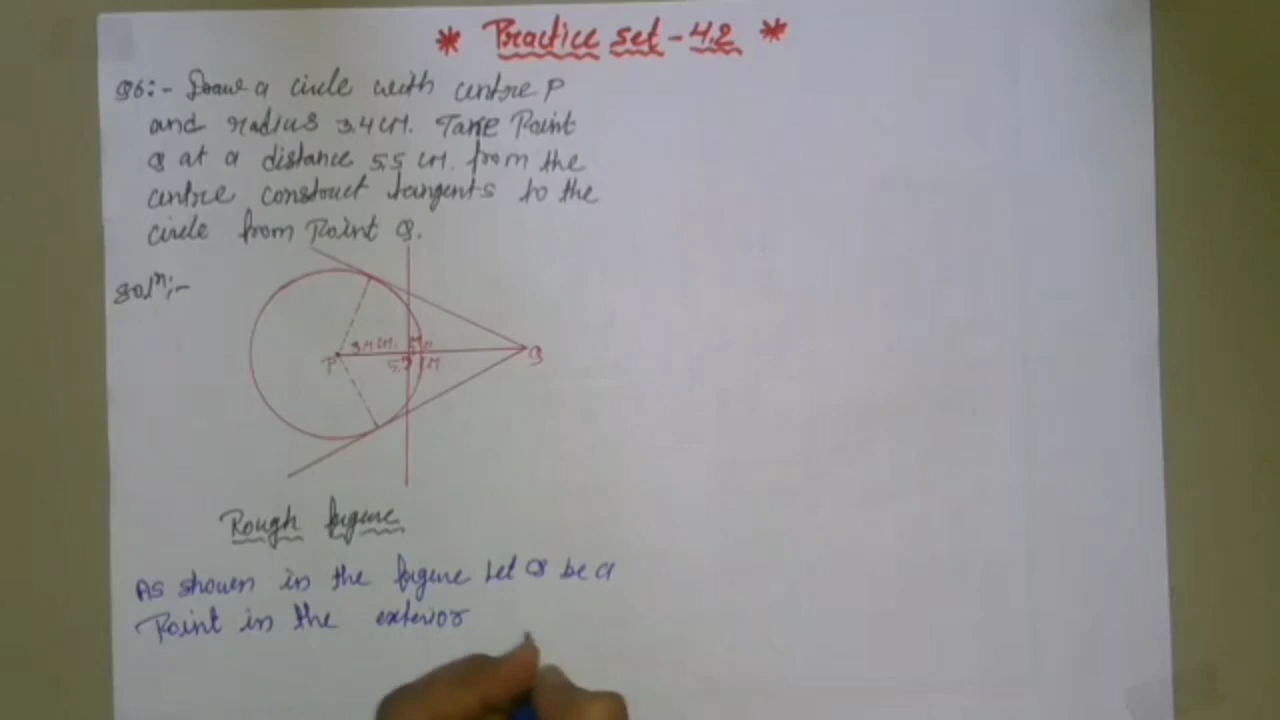 * Practice set - 4.2 *
Q6:- Draw a circle with centre P
and radius 3.4 cm. Take Point
Q at a distance 5.5 cm. from the
centre construct tangents to the
circle from Point Q.
Solⁿ:-
3.4 cm. M
P 5.5 cm Q
Rough figure
As shown in the figure Let Q be a
Point in the exterior